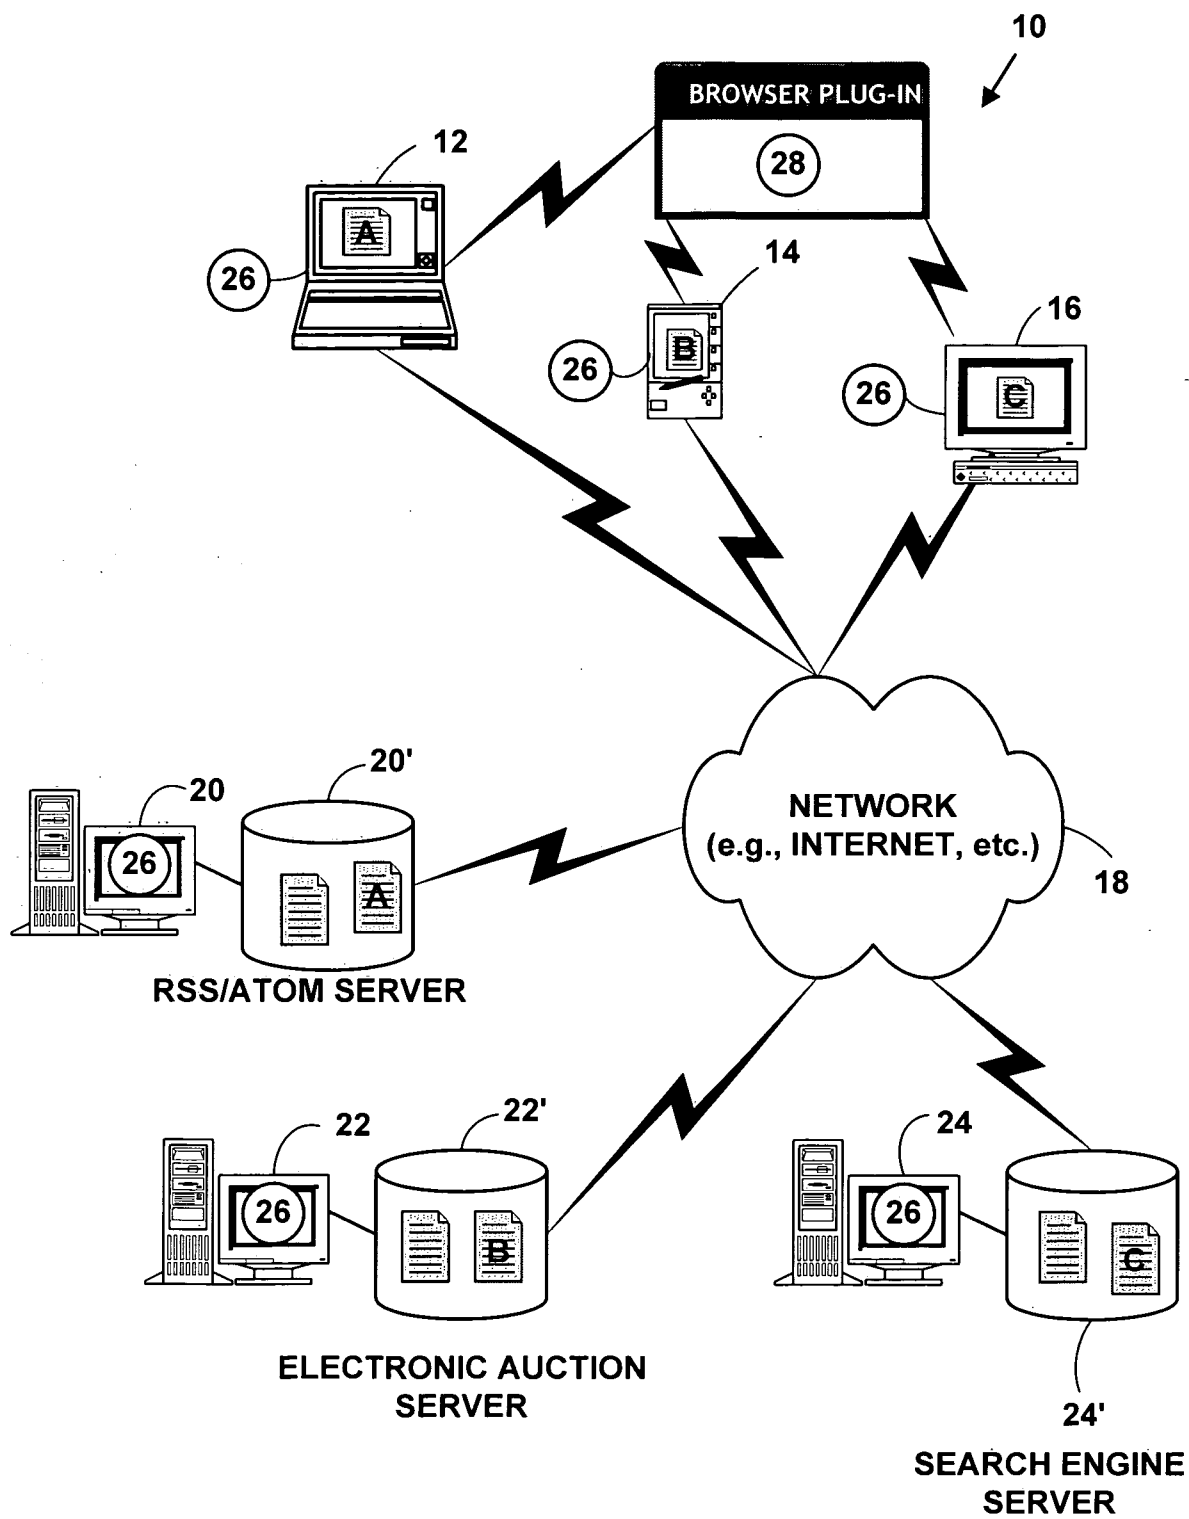 10
BROWSER PLUG-IN
28
12
A
26
14
B
26
16
C
26
NETWORK
(e.g., INTERNET, etc.)
18
20'
20
26
A
RSS/ATOM SERVER
22'
22
26
B
ELECTRONIC AUCTION
SERVER
24
26
C
24'
SEARCH ENGINE
SERVER